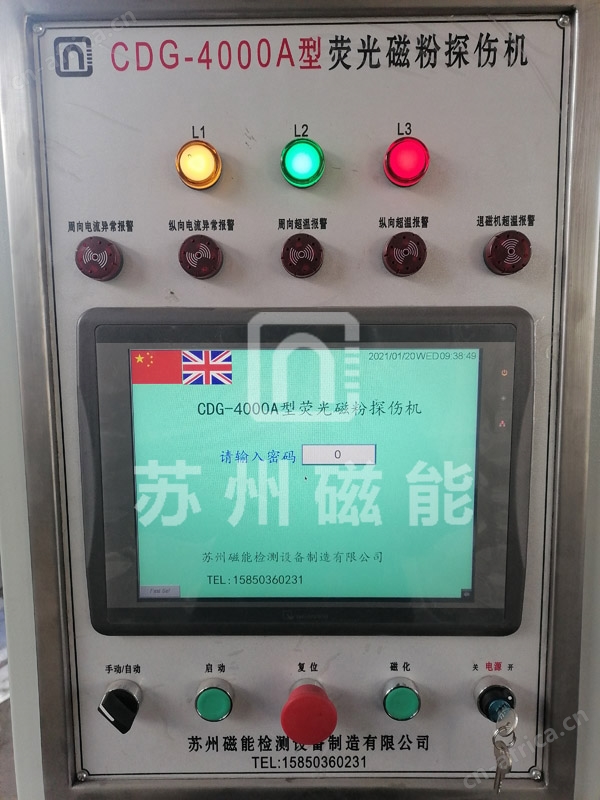 CDG-4000A型荧光磁粉探伤机
L1 L2 L3
周向电流异常报警 纵向电流异常报警 周向超温报警 纵向超温报警 退磁机超温报警
2021/01/20 WED 09:38:49
CDG-4000A型荧光磁粉探伤机
请输入密码 0
苏州磁能
苏州磁能检测设备制造有限公司
TEL:15850360231
手动/自动 启动 复位 磁化 关 电源 开
苏州磁能检测设备制造有限公司
TEL:15850360231